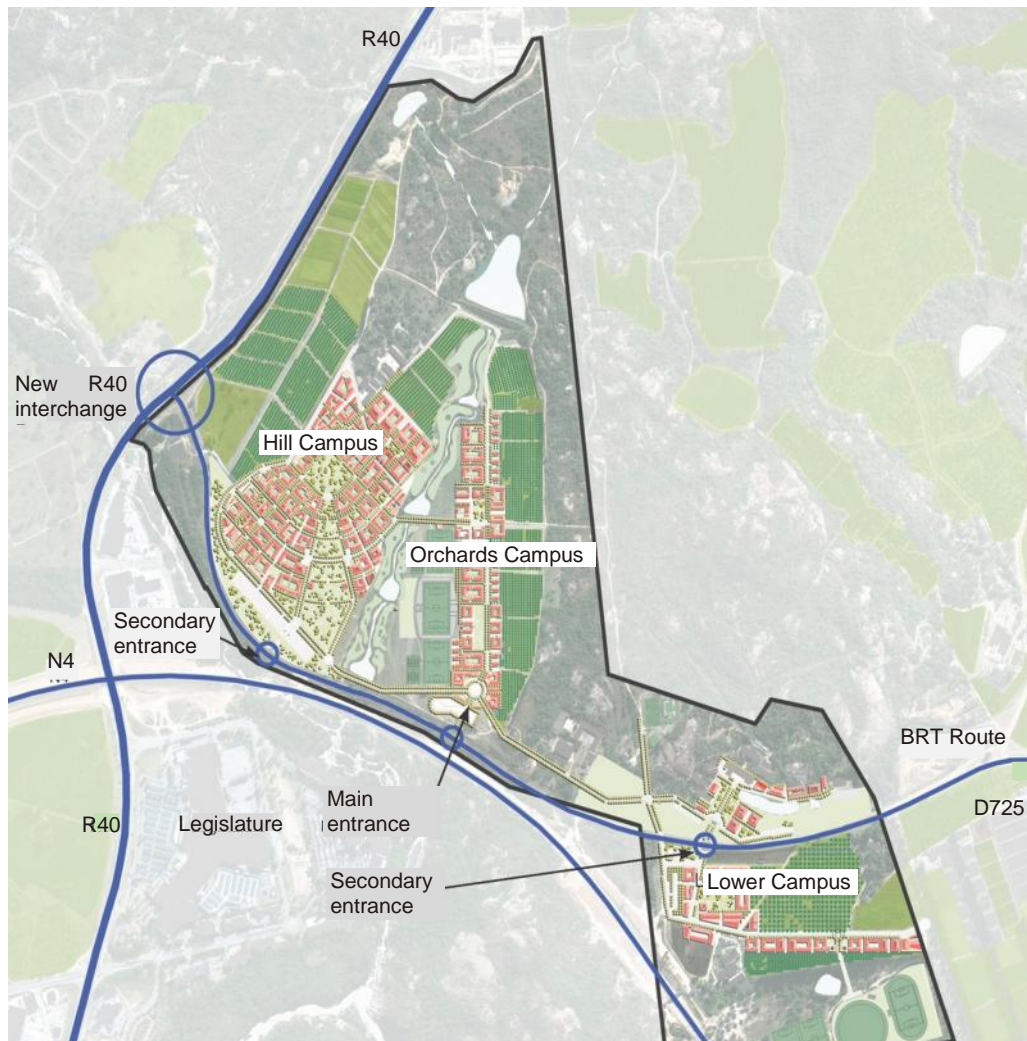 R40
New R40
interchange
Hill Campus
Orchards Campus
Secondary
entrance
N4
BRT Route
Main
entrance
D725
R40
Legislature
Secondary
entrance
Lower Campus